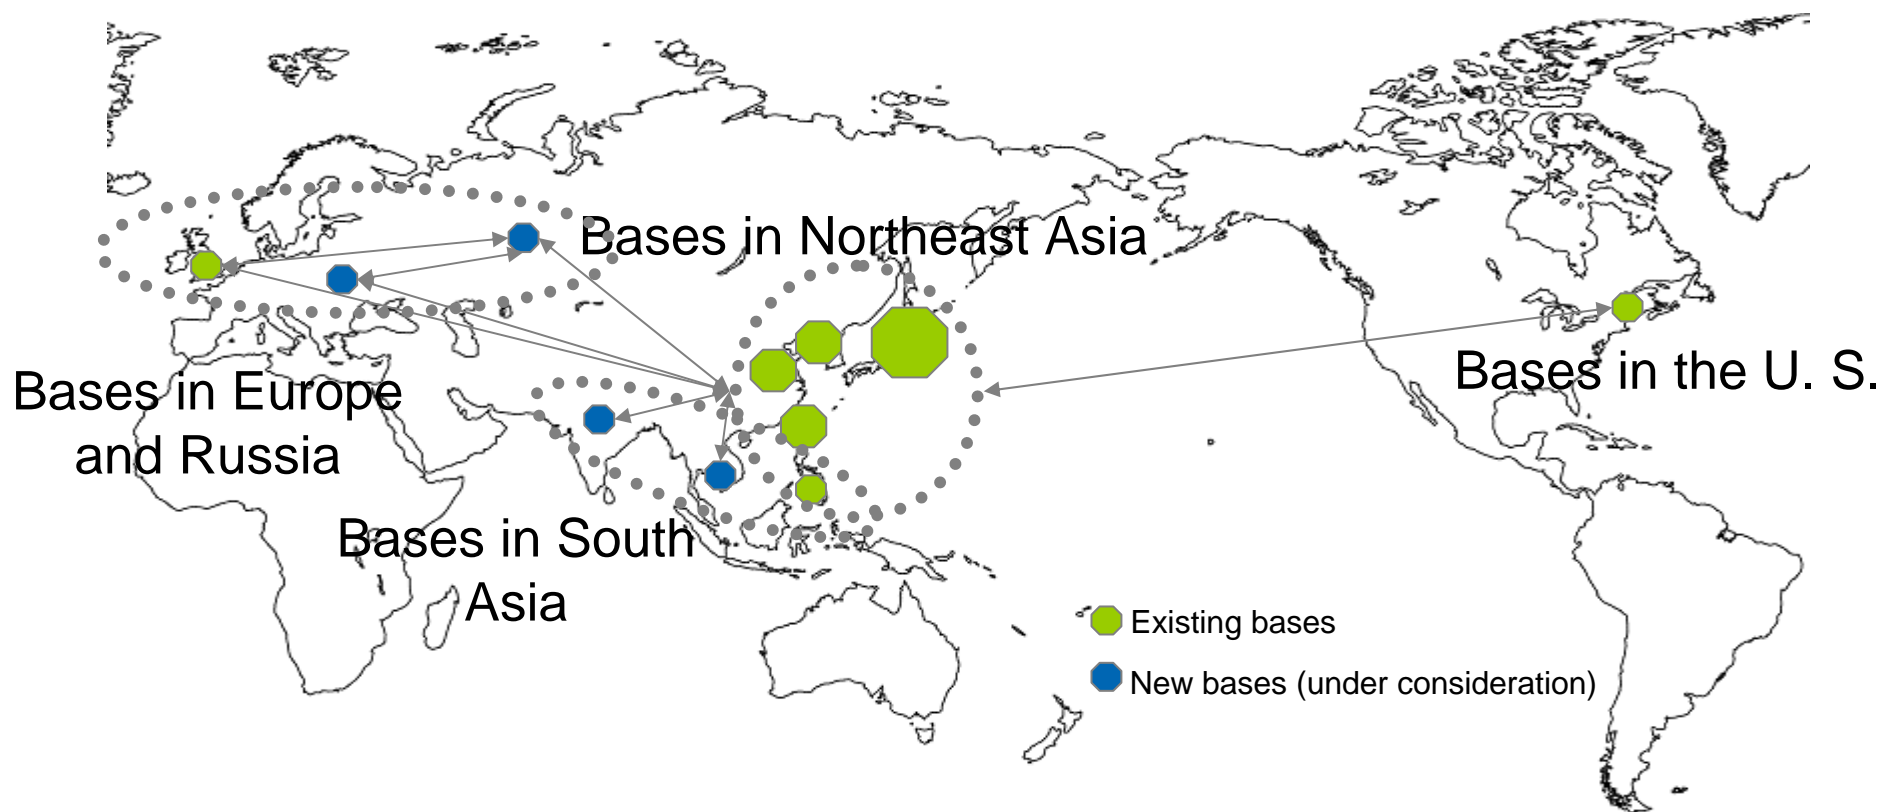 Bases in Northeast Asia
Bases in the U. S.
Bases in Europe
and Russia
Bases in South
Asia
Existing bases
New bases (under consideration)